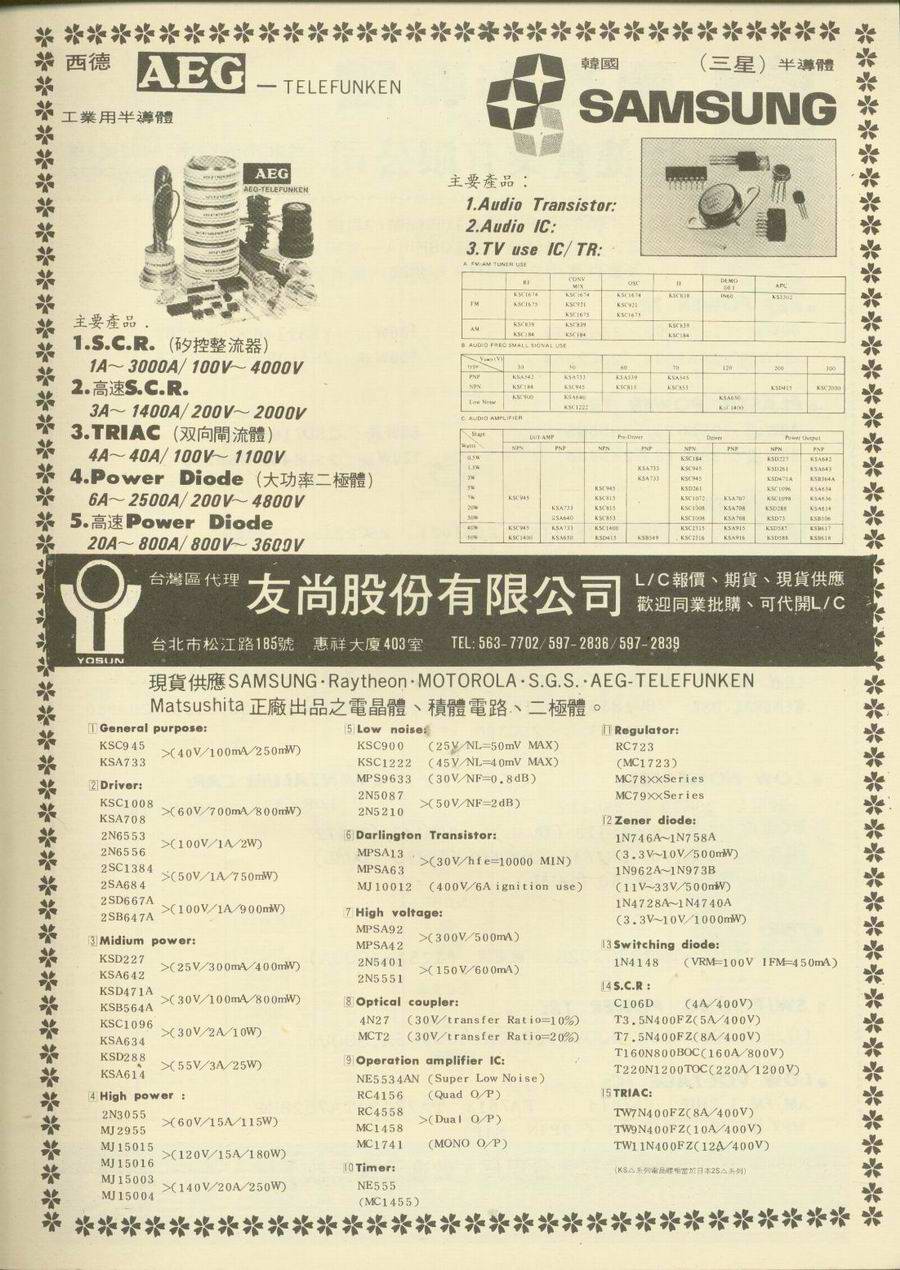 西德 AEG — TELEFUNKEN
工業用半導體
AEG
AEG-TELEFUNKEN
主要產品：
1.S.C.R. (矽控整流器)
1A～3000A/100V～4000V
2.高速S.C.R.
3A～1400A/200V～2000V
3.TRIAC (双向閘流體)
4A～40A/100V～1100V
4.Power Diode (大功率二極體)
6A～2500A/200V～4800V
5.高速Power Diode
20A～800A/800V～3600V
韓國 (三星) 半導體
SAMSUNG
主要產品：
1.Audio Transistor:
2.Audio IC:
3.TV use IC/TR:
A. FM-AM TUNER USE
RF CONV MIX OSC IF DEMO DET APC
FM KSC1674 KSC1674 KSC1674 KSC838 IN60
KSC1675 KSC921 KSC921
KSC1675 KSC1675
AM KSC839 KSC839 KSC839
KSC184 KSC184 KSC184
B. AUDIO FREQ SMALL SIGNAL USE
TYPE 30 50 60 70 120 200 300
PNP KSA542 KSA733 KSA539 KSA545
NPN KSC184 KSC945 KSC815 KSC853 KSD415 KSC2000
Low Noise KSC900 KSA640 KSA630
KSC1222 KSC1400
C. AUDIO AMPLIFIER
Stage Diff-AMP Pre-Driver Driver Power Output
Watts NPN PNP NPN PNP NPN PNP NPN PNP
0.5W KSC184 KSD227 KSA642
1.5W KSA733 KSC945 KSD261 KSA643
3W KSA733 KSC945 KSD471A KSB564A
5W KSC945 KSD261 KSC1096 KSA634
7W KSC945 KSC815 KSC1072 KSA707 KSC1098 KSA636
20W KSA733 KSC815 KSC1008 KSA708 KSD288 KSA614
30W KSA640 KSC853 KSC1008 KSA708 KSD73 KSB106
40W KSC945 KSA733 KSC1400 KSC2315 KSA915 KSD587 KSB617
50W KSC1400 KSA630 KSD415 KSB549 KSC2316 KSA916 KSD588 KSB618
YOSUN
台灣區代理 友尚股份有限公司
L/C報價、期貨、現貨供應
歡迎同業批購、可代開L/C
台北市松江路185號 惠祥大廈403室 TEL: 563-7702/597-2836/597-2839
現貨供應SAMSUNG・Raytheon・MOTOROLA・S.G.S.・AEG-TELEFUNKEN
Matsushita 正廠出品之電晶體、積體電路、二極體。
1 General purpose:
KSC945
KSA733 >(40V/100mA/250mW)
2 Driver:
KSC1008
KSA708 >(60V/700mA/800mW)
2N6553
2N6556 >(100V/1A/2W)
2SC1384
2SA684 >(50V/1A/750mW)
2SD667A
2SB647A >(100V/1A/900mW)
3 Midium power:
KSD227
KSA642 >(25V/300mA/400mW)
KSD471A
KSB564A >(30V/100mA/800mW)
KSC1096
KSA634 >(30V/2A/10W)
KSD288
KSA614 >(55V/3A/25W)
4 High power :
2N3055
MJ2955 >(60V/15A/115W)
MJ15015
MJ15016 >(120V/15A/180W)
MJ15003
MJ15004 >(140V/20A/250W)
5 Low noise:
KSC900 (25V/NL=50mV MAX)
KSC1222 (45V/NL=40mV MAX)
MPS9633 (30V/NF=0.8dB)
2N5087
2N5210 >(50V/NF=2dB)
6 Darlington Transistor:
MPSA13
MPSA63 >(30V/hfe=10000 MIN)
MJ10012 (400V/6A ignition use)
7 High voltage:
MPSA92
MPSA42 >(300V/500mA)
2N5401
2N5551 >(150V/600mA)
8 Optical coupler:
4N27 (30V/transfer Ratio=10%)
MCT2 (30V/transfer Ratio=20%)
9 Operation amplifier IC:
NE5534AN (Super Low Noise)
RC4156 (Quad O/P)
RC4558
MC1458 >(Dual O/P)
MC1741 (MONO O/P)
10 Timer:
NE555
(MC1455)
11 Regulator:
RC723
(MC1723)
MC78××Series
MC79××Series
12 Zener diode:
1N746A～1N758A
(3.3V～10V/500mW)
1N962A～1N973B
(11V～33V/500mW)
1N4728A～1N4740A
(3.3V～10V/1000mW)
13 Switching diode:
1N4148 (VRM=100V IFM=450mA)
14 S.C.R :
C106D (4A/400V)
T3.5N400FZ(5A/400V)
T7.5N400FZ(8A/400V)
T160N800BOC(160A/800V)
T220N1200TOC(220A/1200V)
15 TRIAC:
TW7N400FZ(8A/400V)
TW9N400FZ(10A/400V)
TW11N400FZ(12A/400V)
(KS△系列電晶體相當於日本2S△系列)